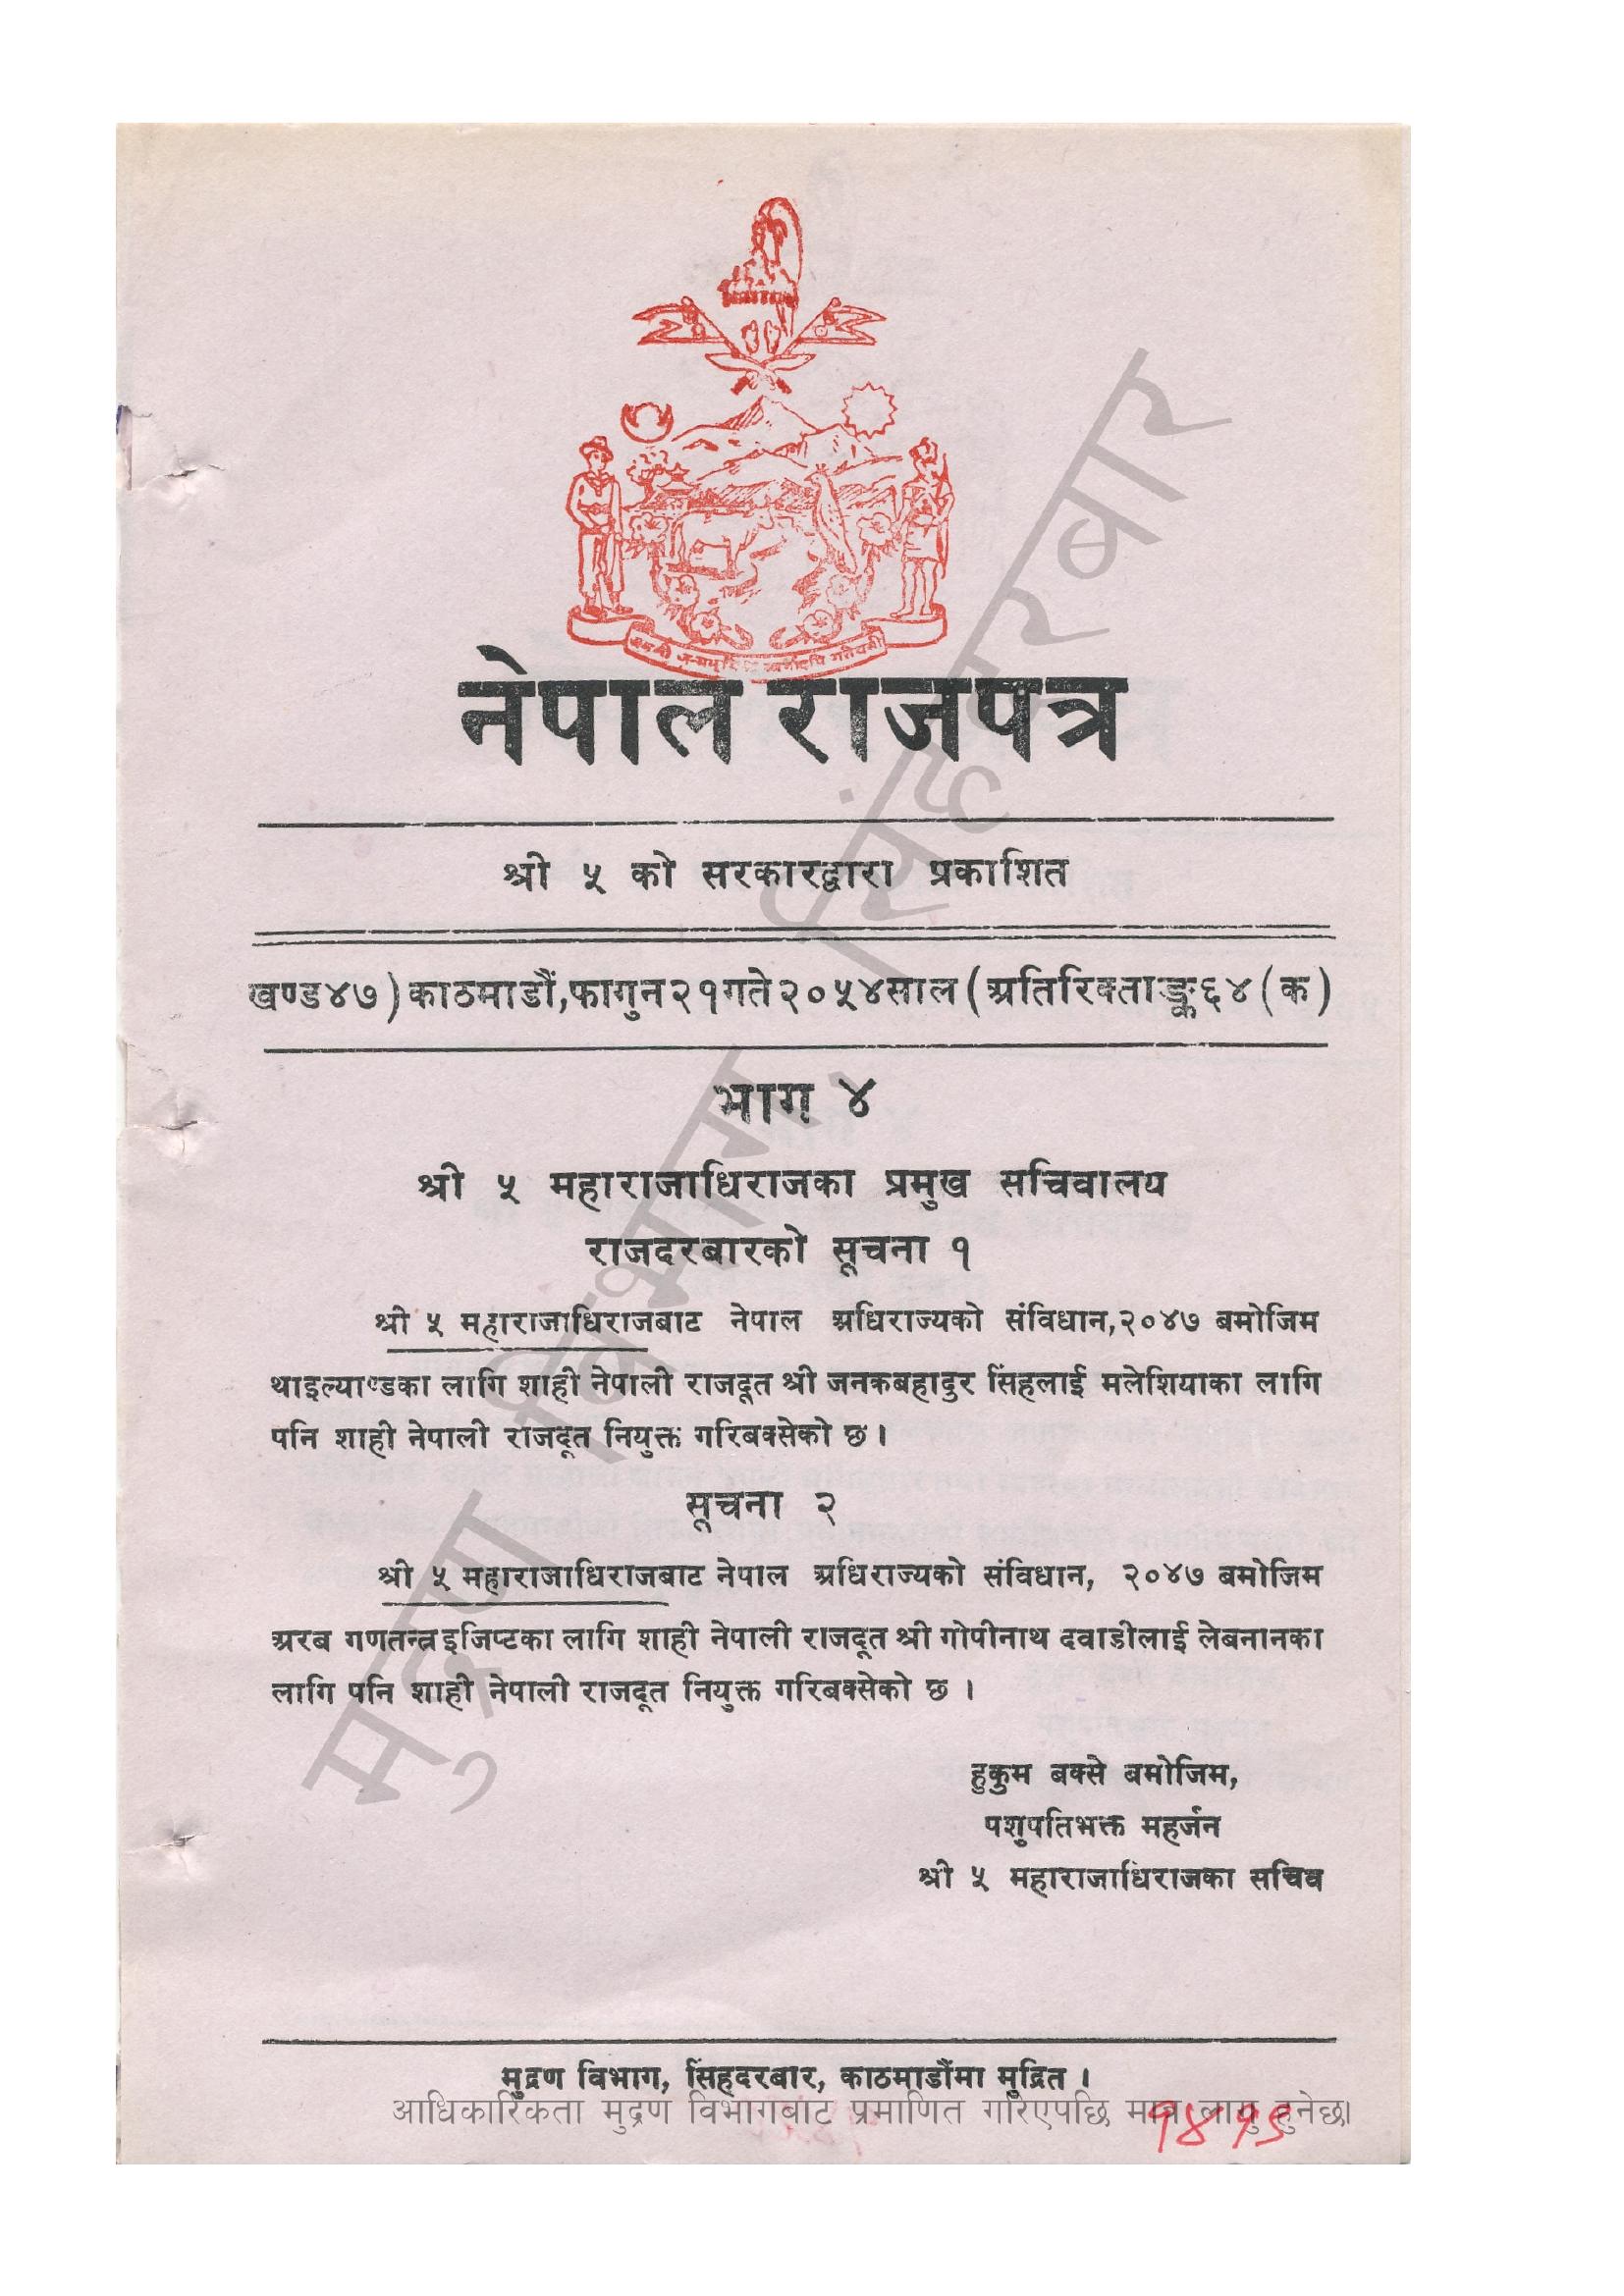 नेपाल राजपत्र
श्री ५ को सरकारद्वारा प्रकाशित
खण्ड ४७) काठमाडौं, फागुन २१ गते २०५४ साल (अतिरिक्ताङ्क ६४ (क)
भाग ४
श्री ५ महाराजाधिराजका प्रमुख सचिवालय
राजदरबारको सूचना १
श्री ५ महाराजाधिराजबाट नेपाल अधिराज्यको संविधान, २०४७ बमोजिम
थाइल्याण्डका लागि शाही नेपाली राजदूत श्री जनकबहादुर सिंहलाई मलेशियाका लागि
पनि शाही नेपाली राजदूत नियुक्त गरिबक्सेको छ।
सूचना २
श्री ५ महाराजाधिराजबाट नेपाल अधिराज्यको संविधान, २०४७ बमोजिम
अरब गणतन्त्र इजिप्टका लागि शाही नेपाली राजदूत श्री गोपीनाथ दवाडीलाई लेबनानका
लागि पनि शाही नेपाली राजदूत नियुक्त गरिबक्सेको छ ।
हुकुम बक्से बमोजिम,
पशुपतिभक्त महर्जन
श्री ५ महाराजाधिराजका सचिव
मुद्रण विभाग, सिंहदरबार, काठमाडौंमा मुद्रित ।
आधिकारिकता मुद्रण विभागबाट प्रमाणित गरिएपछि मात्र लागु हुनेछ।
मुद्रण विभाग, सिंहदरबार